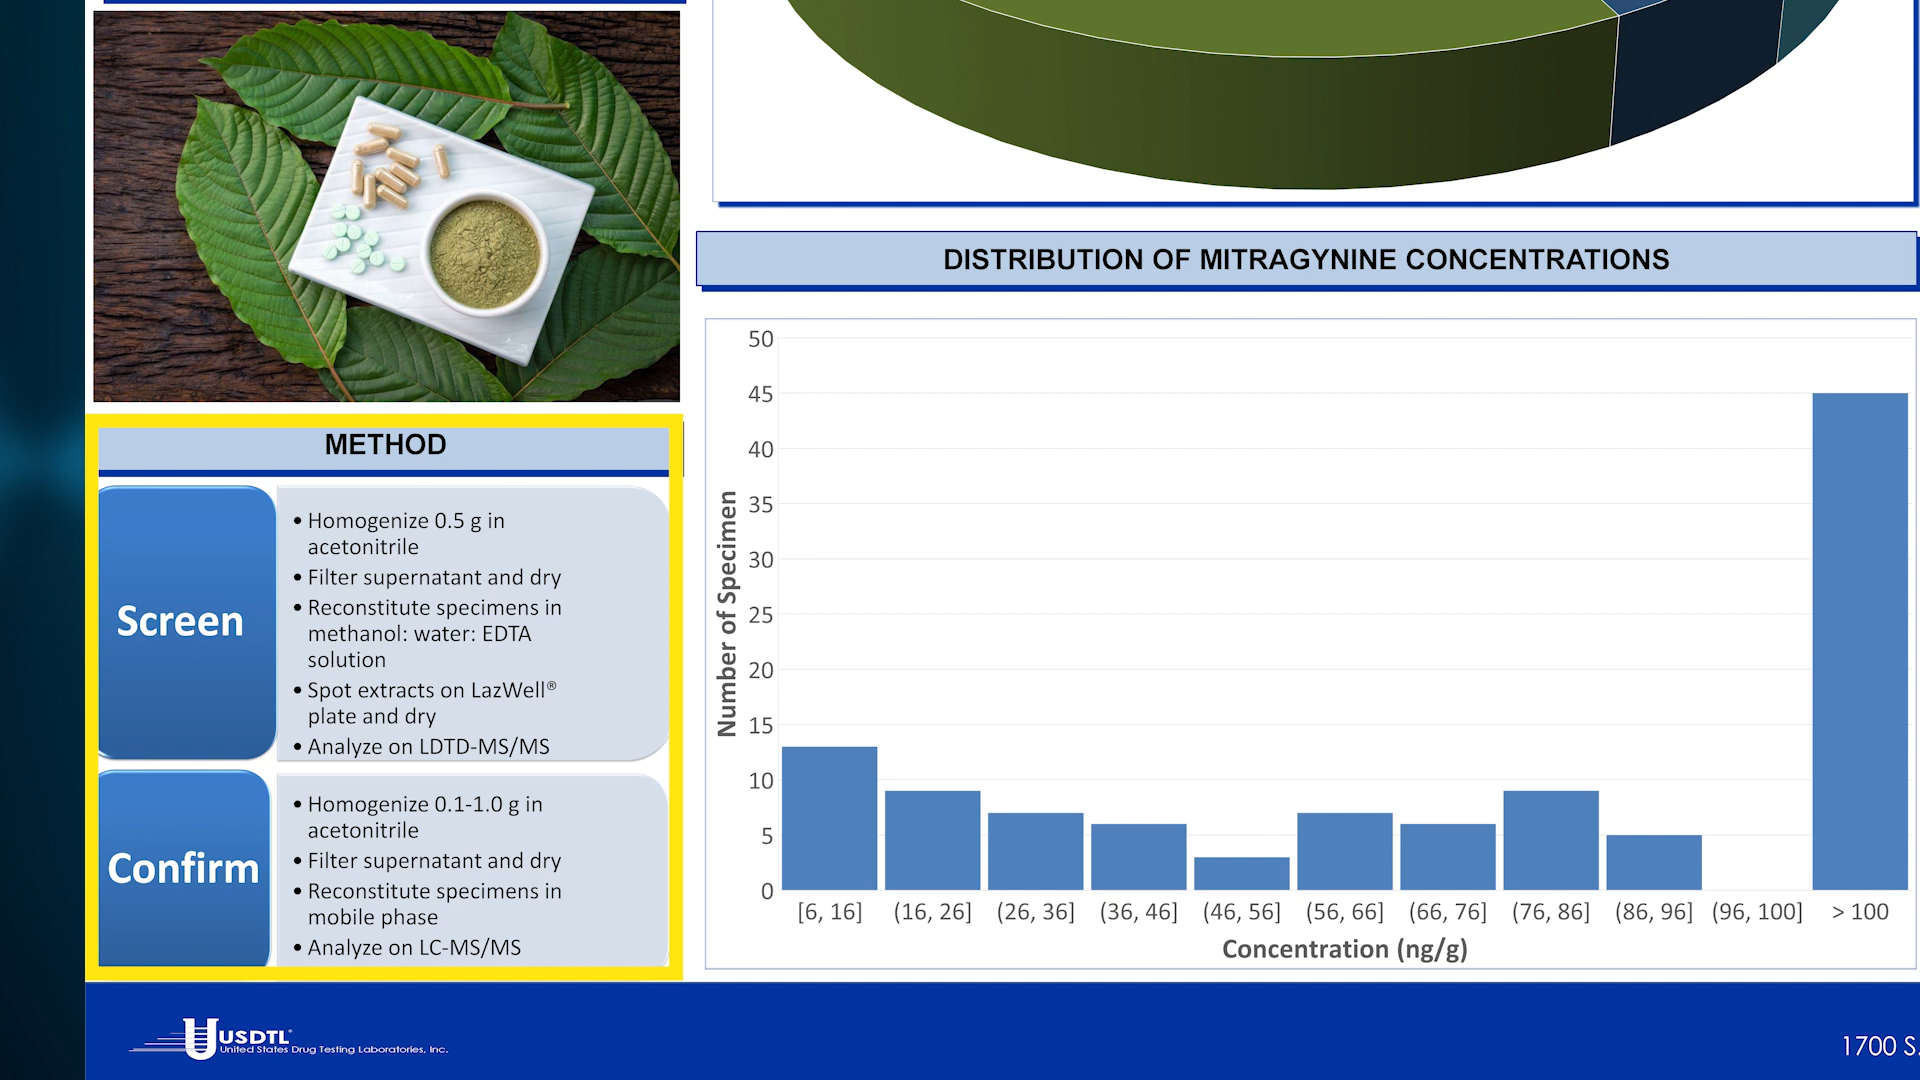 METHOD
Screen
• Homogenize 0.5 g in
acetonitrile
• Filter supernatant and dry
• Reconstitute specimens in
methanol: water: EDTA
solution
• Spot extracts on LazWell®
plate and dry
• Analyze on LDTD-MS/MS
Confirm
• Homogenize 0.1-1.0 g in
acetonitrile
• Filter supernatant and dry
• Reconstitute specimens in
mobile phase
• Analyze on LC-MS/MS
DISTRIBUTION OF MITRAGYNINE CONCENTRATIONS
Number of Specimen
50
45
40
35
30
25
20
15
10
5
0
[6, 16] (16, 26] (26, 36] (36, 46] (46, 56] (56, 66] (66, 76] (76, 86] (86, 96] (96, 100] > 100
Concentration (ng/g)
USDTL
United States Drug Testing Laboratories, Inc.
1700 S.